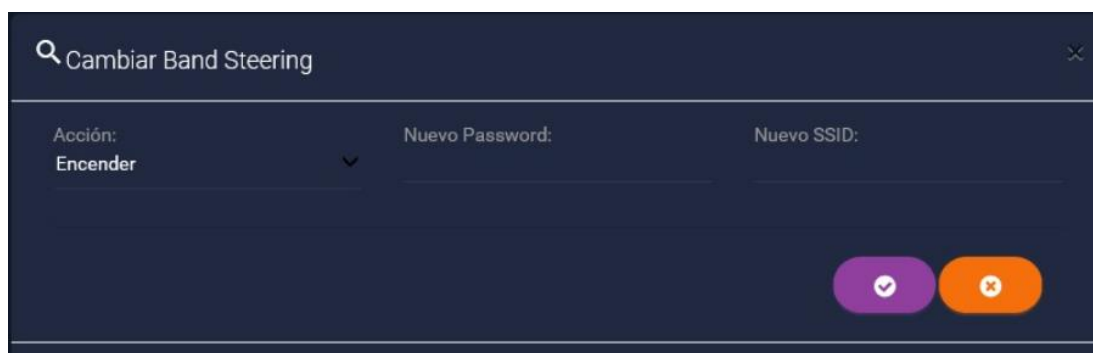 Cambiar Band Steering
Acción:
Encender
Nuevo Password:
Nuevo SSID: